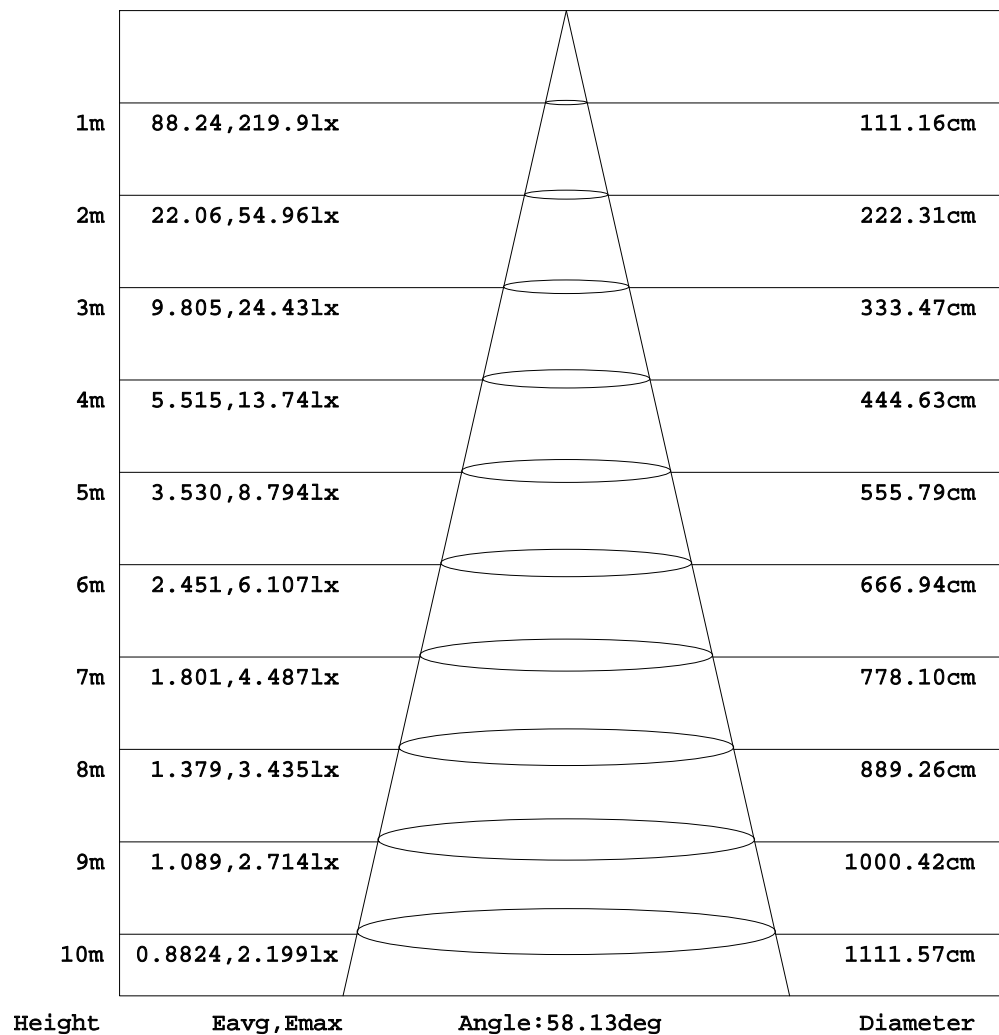 1m 88.24,219.9lx 111.16cm
2m 22.06,54.96lx 222.31cm
3m 9.805,24.43lx 333.47cm
4m 5.515,13.74lx 444.63cm
5m 3.530,8.794lx 555.79cm
6m 2.451,6.107lx 666.94cm
7m 1.801,4.487lx 778.10cm
8m 1.379,3.435lx 889.26cm
9m 1.089,2.714lx 1000.42cm
10m 0.8824,2.199lx 1111.57cm
Height Eavg,Emax Angle:58.13deg Diameter